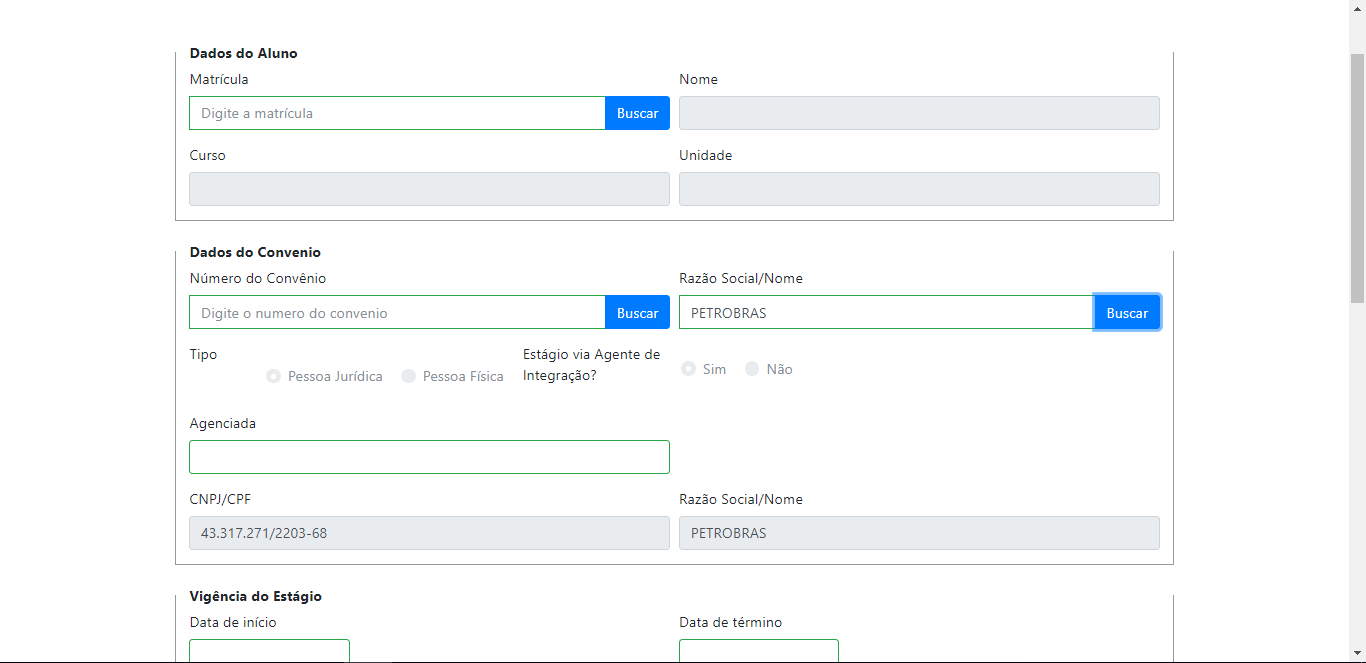 Dados do Aluno
Matrícula
Nome
Digite a matrícula
Buscar
Curso
Unidade
Dados do Convenio
Número do Convênio
Razão Social/Nome
Digite o numero do convenio
Buscar
PETROBRAS
Buscar
Tipo
Pessoa Jurídica
Pessoa Física
Estágio via Agente de
Integração?
Sim
Não
Agenciada
CNPJ/CPF
Razão Social/Nome
43.317.271/2203-68
PETROBRAS
Vigência do Estágio
Data de início
Data de término